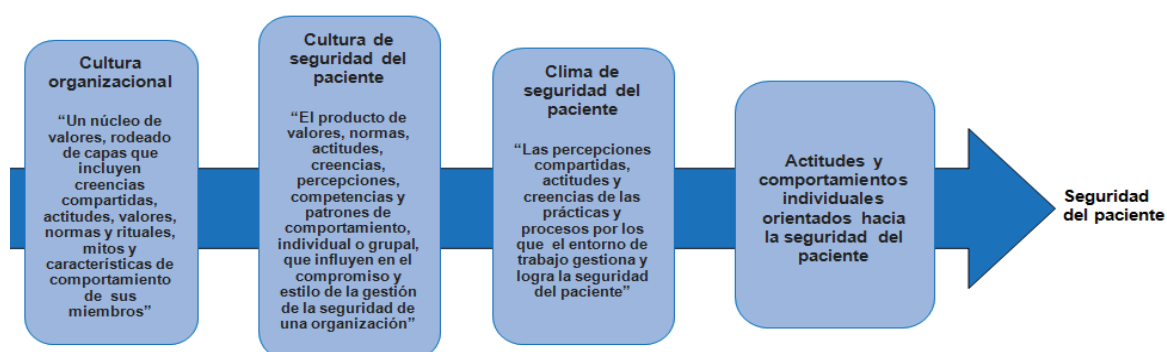 Cultura
organizacional
“Un núcleo de
valores, rodeado
de capas que
incluyen
creencias
compartidas,
actitudes, valores,
normas y rituales,
mitos y
características de
comportamiento
de sus
miembros”
Cultura de
seguridad del
paciente
“El producto de
valores, normas,
actitudes,
creencias,
percepciones,
competencias y
patrones de
comportamiento,
individual o grupal,
que influyen en el
compromiso y
estilo de la gestión
de la seguridad de
una organización”
Clima de
seguridad del
paciente
“Las percepciones
compartidas,
actitudes y
creencias de las
prácticas y
procesos por los
que el entorno de
trabajo gestiona y
logra la seguridad
del paciente”
Actitudes y
comportamientos
individuales
orientados hacia
la seguridad del
paciente
Seguridad
del paciente